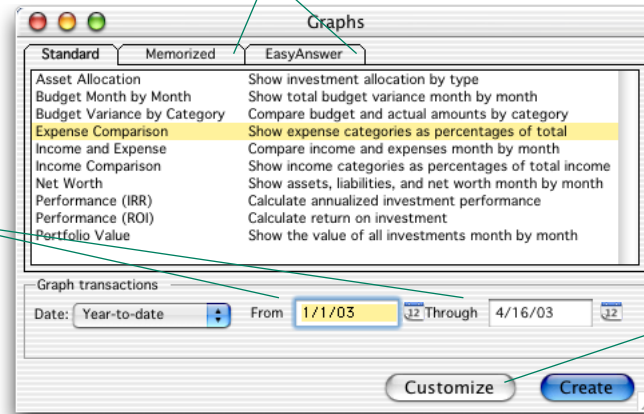 Graphs
Standard Memorized EasyAnswer
Asset Allocation Show investment allocation by type
Budget Month by Month Show total budget variance month by month
Budget Variance by Category Compare budget and actual amounts by category
Expense Comparison Show expense categories as percentages of total
Income and Expense Compare income and expenses month by month
Income Comparison Show income categories as percentages of total income
Net Worth Show assets, liabilities, and net worth month by month
Performance (IRR) Calculate annualized investment performance
Performance (ROI) Calculate return on investment
Portfolio Value Show the value of all investments month by month
Graph transactions
Date: Year-to-date From 1/1/03 12 Through 4/16/03 12
Customize Create